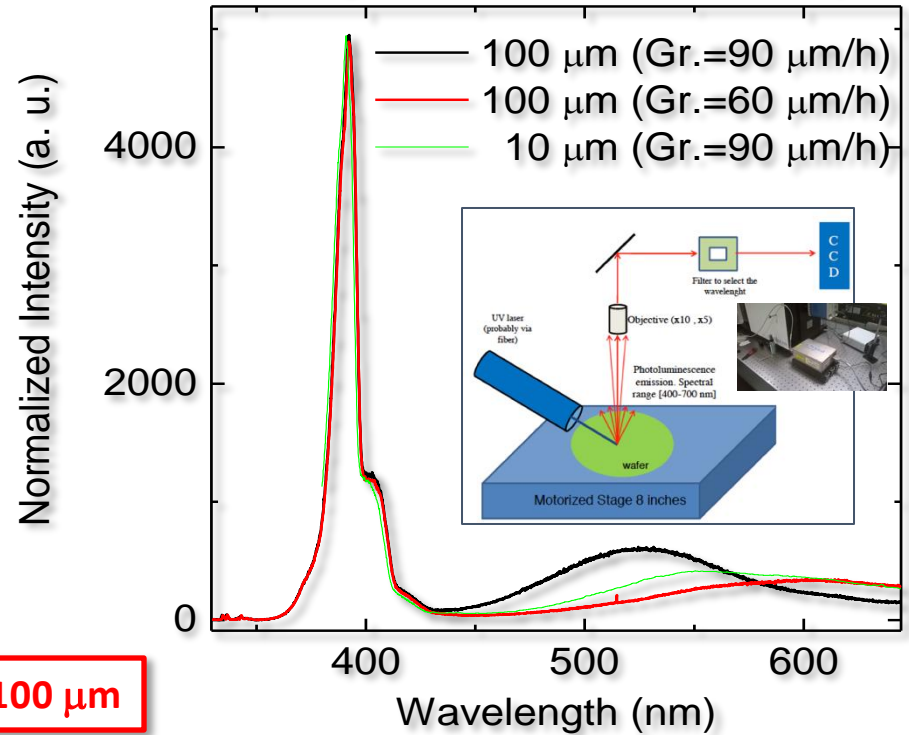 Normalized Intensity (a. u.)
4000
2000
0
100 μm (Gr.=90 μm/h)
100 μm (Gr.=60 μm/h)
10 μm (Gr.=90 μm/h)
C
C
D
Filter to select the
wavelenght
UV laser
(probably via
fiber)
Objective (x10 , x5)
Photoluminescence
emission. Spectral
range [400-700 nm]
wafer
Motorized Stage 8 inches
400
500
600
Wavelength (nm)
100 μm